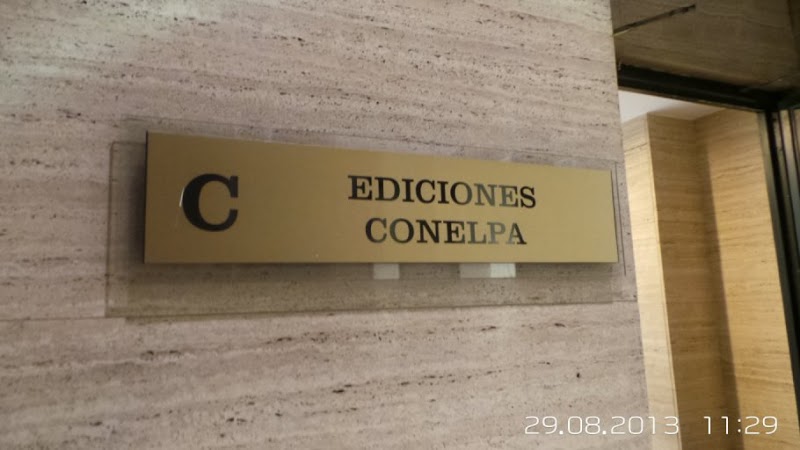 C
EDICIONES
CONELPA
29.08.2013 11:29